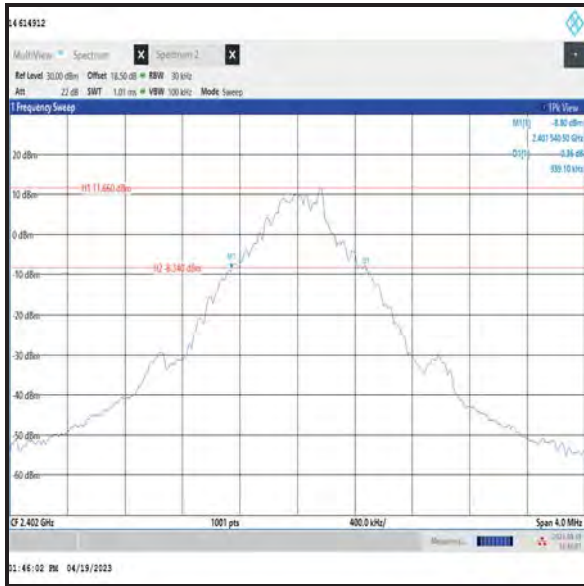 14 614912
MultiView Spectrum X Spectrum 2 X
Ref Level 30.00 dBm Offset 18.50 dB RBW 30 kHz
Att 22 dB SWT 1.01 ms VBW 100 kHz Mode Sweep
1 Frequency Sweep 1Pk View
M1[1] -8.80 dBm
2.401 540 90 GHz
20 dBm
D1[1] -0.36 dB
939.10 kHz
H1 11.660 dBm
10 dBm
0 dBm
M1
D1
H2 -8.340 dBm
-10 dBm
-20 dBm
-30 dBm
-40 dBm
-50 dBm
-60 dBm
CF 2.402 GHz 1001 pts 400.0 kHz/ Span 4.0 MHz
Measuring...
01:46:02 PM 04/19/2023